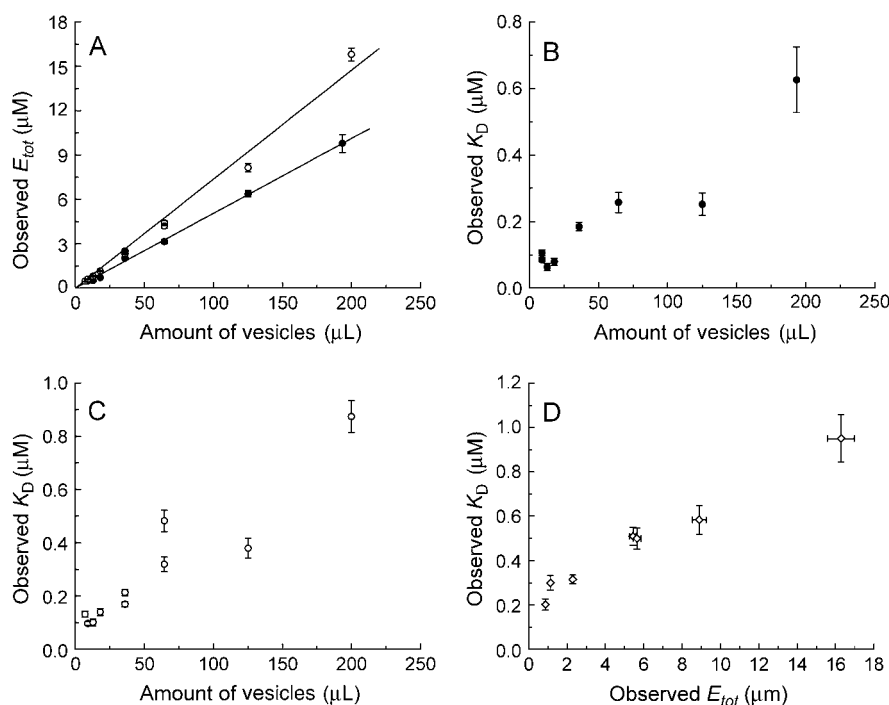 A
Observed E_tot (μM)
18
15
12
9
6
3
0
0 50 100 150 200 250
Amount of vesicles (μL)
B
Observed K_D (μM)
0.8
0.6
0.4
0.2
0.0
0 50 100 150 200 250
Amount of vesicles (μL)
C
Observed K_D (μM)
1.0
0.8
0.6
0.4
0.2
0.0
0 50 100 150 200 250
Amount of vesicles (μL)
D
Observed K_D (μM)
1.2
1.0
0.8
0.6
0.4
0.2
0.0
0 2 4 6 8 10 12 14 16 18
Observed E_tot (μm)